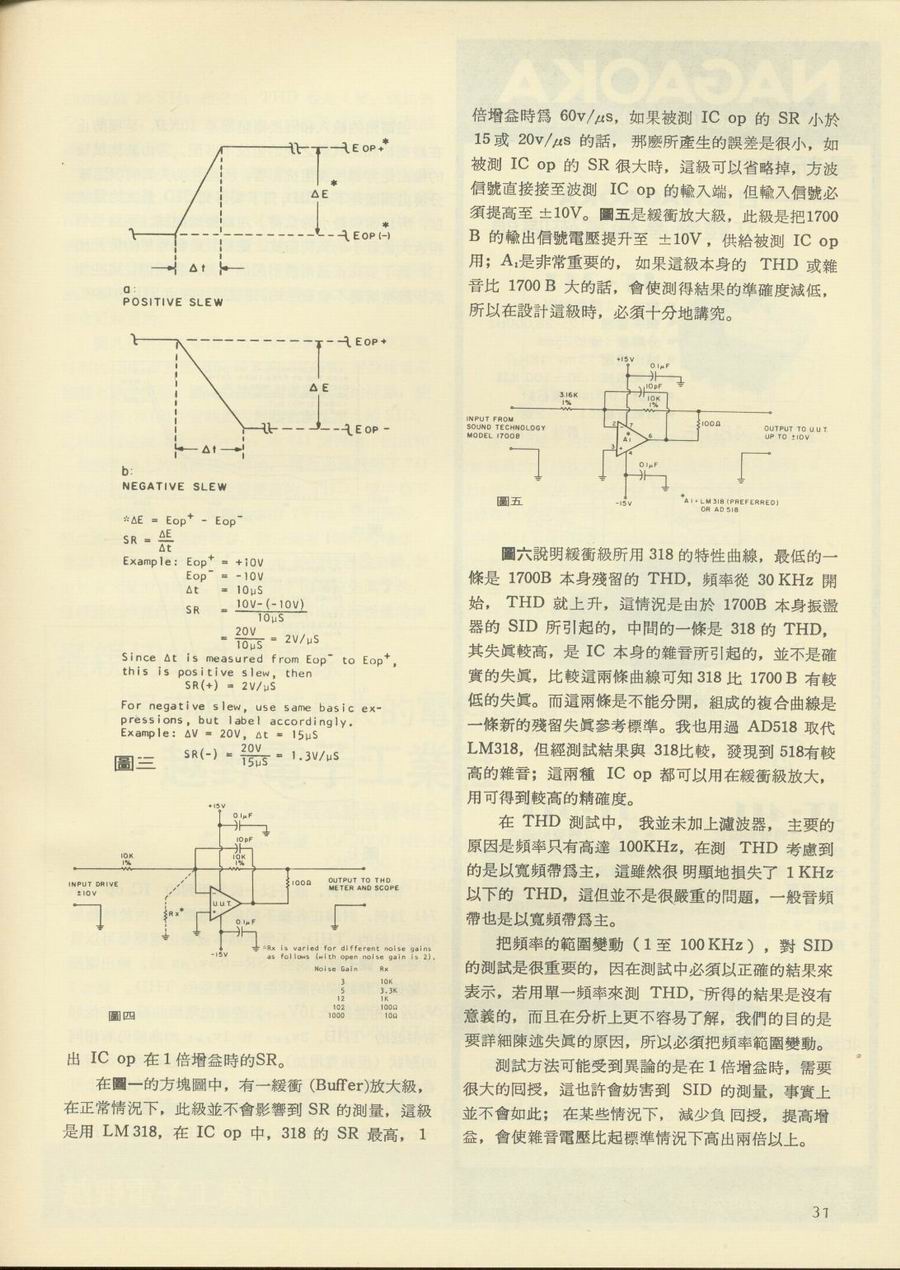 E OP+*
ΔE*
E OP(-)
Δt
a:
POSITIVE SLEW
E OP+
ΔE
E OP -
Δt
b:
NEGATIVE SLEW
*ΔE = Eop⁺ - Eop⁻
SR = ΔE/Δt
Example: Eop⁺ = +10V
Eop⁻ = -10V
Δt = 10μS
SR = 10V-(-10V)/10μS
= 20V/10μS = 2V/μS
Since Δt is measured from Eop⁻ to Eop⁺,
this is positive slew, then
SR(+) = 2V/μS
For negative slew, use same basic ex-
pressions, but label accordingly.
Example: ΔV = 20V, Δt = 15μS
SR(-) = 20V/15μS = 1.3V/μS
圖三
+15V
0.1μF
10pF
10K
1%
10K
1%
INPUT DRIVE
±10V
100Ω
OUTPUT TO THD
METER AND SCOPE
U.U.T.
Rx*
0.1μF
-15V
*Rx is varied for different noise gains
as follows (with open noise gain is 2).
Noise Gain Rx
3 10K
5 3.3K
12 1K
102 100Ω
1000 10Ω
圖四
出 IC op 在1倍增益時的SR。
在圖一的方塊圖中，有一緩衝 (Buffer)放大級，
在正常情況下，此級並不會影響到 SR 的測量，這級
是用 LM318，在 IC op 中，318 的 SR 最高，1
倍增益時爲 60v/μs，如果被測 IC op 的 SR 小於
15或 20v/μs 的話，那麽所產生的誤差是很小，如
被測 IC op 的 SR 很大時，這級可以省略掉，方波
信號直接接至波測 IC op 的輸入端，但輸入信號必
須提高至 ±10V。圖五是緩衝放大級，此級是把1700
B 的輸出信號電壓提升至 ±10V，供給被測 IC op
用；A₁是非常重要的，如果這級本身的 THD 或雜
音比 1700 B 大的話，會使測得結果的準確度減低，
所以在設計這級時，必須十分地講究。
+15V
0.1μF
10pF
3.16K
1%
10K
1%
INPUT FROM
SOUND TECHNOLOGY
MODEL 1700B
100Ω
OUTPUT TO U.U.T.
UP TO ±10V
2
7
*
A1
6
3
4
0.1μF
-15V
*A1 = LM318 (PREFERRED)
OR AD 518
圖五
圖六說明緩衝級所用 318 的特性曲線，最低的一
條是 1700B 本身殘留的 THD，頻率從 30 KHz 開
始，THD 就上升，這情況是由於 1700B 本身振盪
器的 SID 所引起的，中間的一條是 318 的 THD，
其失眞較高，是 IC 本身的雜音所引起的，並不是確
實的失眞，比較這兩條曲線可知 318 比 1700 B 有較
低的失眞。而這兩條是不能分開，組成的複合曲線是
一條新的殘留失眞參考標準。我也用過 AD518 取代
LM318，但經測試結果與 318比較，發現到 518有較
高的雜音；這兩種 IC op 都可以用在緩衝級放大，
用可得到較高的精確度。
在 THD 測試中，我並未加上濾波器，主要的
原因是頻率只有高達 100KHz，在測 THD 考慮到
的是以寬頻帶爲主，這雖然很明顯地損失了 1 KHz
以下的 THD，這但並不是很嚴重的問題，一般音頻
帶也是以寬頻帶爲主。
把頻率的範圍變動（1 至 100 KHz），對 SID
的測試是很重要的，因在測試中必須以正確的結果來
表示，若用單一頻率來測 THD，所得的結果是沒有
意義的，而且在分析上更不容易了解，我們的目的是
要詳細陳述失眞的原因，所以必須把頻率範圍變動。
測試方法可能受到異論的是在 1 倍增益時，需要
很大的回授，這也許會妨害到 SID 的測量，事實上
並不會如此；在某些情況下，減少負回授，提高增
益，會使雜音電壓比起標準情況下高出兩倍以上。
31